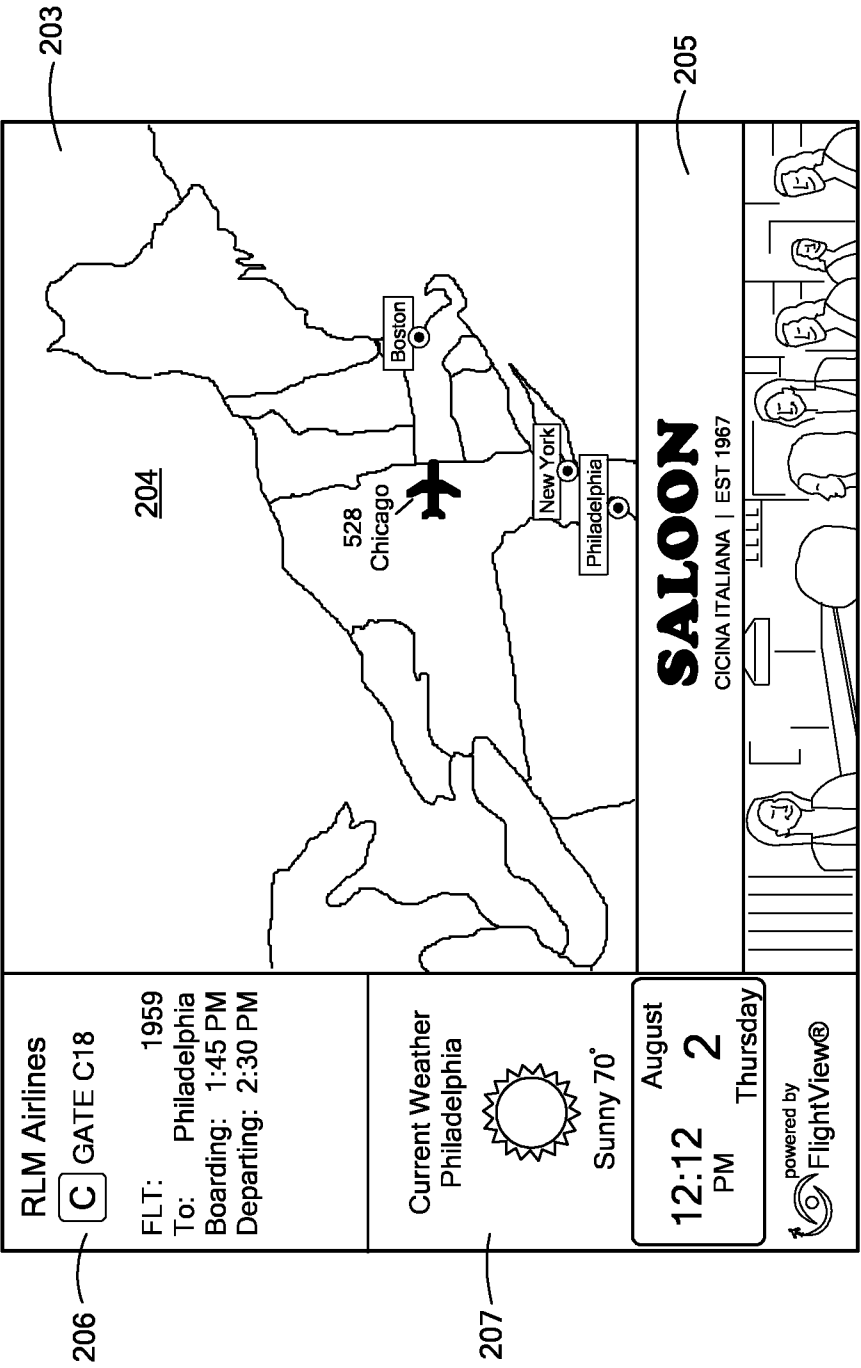 206
RLM Airlines
C GATE C18
FLT: 1959
To: Philadelphia
Boarding: 1:45 PM
Departing: 2:30 PM
207
Current Weather
Philadelphia
Sunny 70°
12:12
PM
August
2
Thursday
powered by
FlightView®
203
204
528
Chicago
Boston
New York
Philadelphia
205
SALOON
CICINA ITALIANA | EST 1967